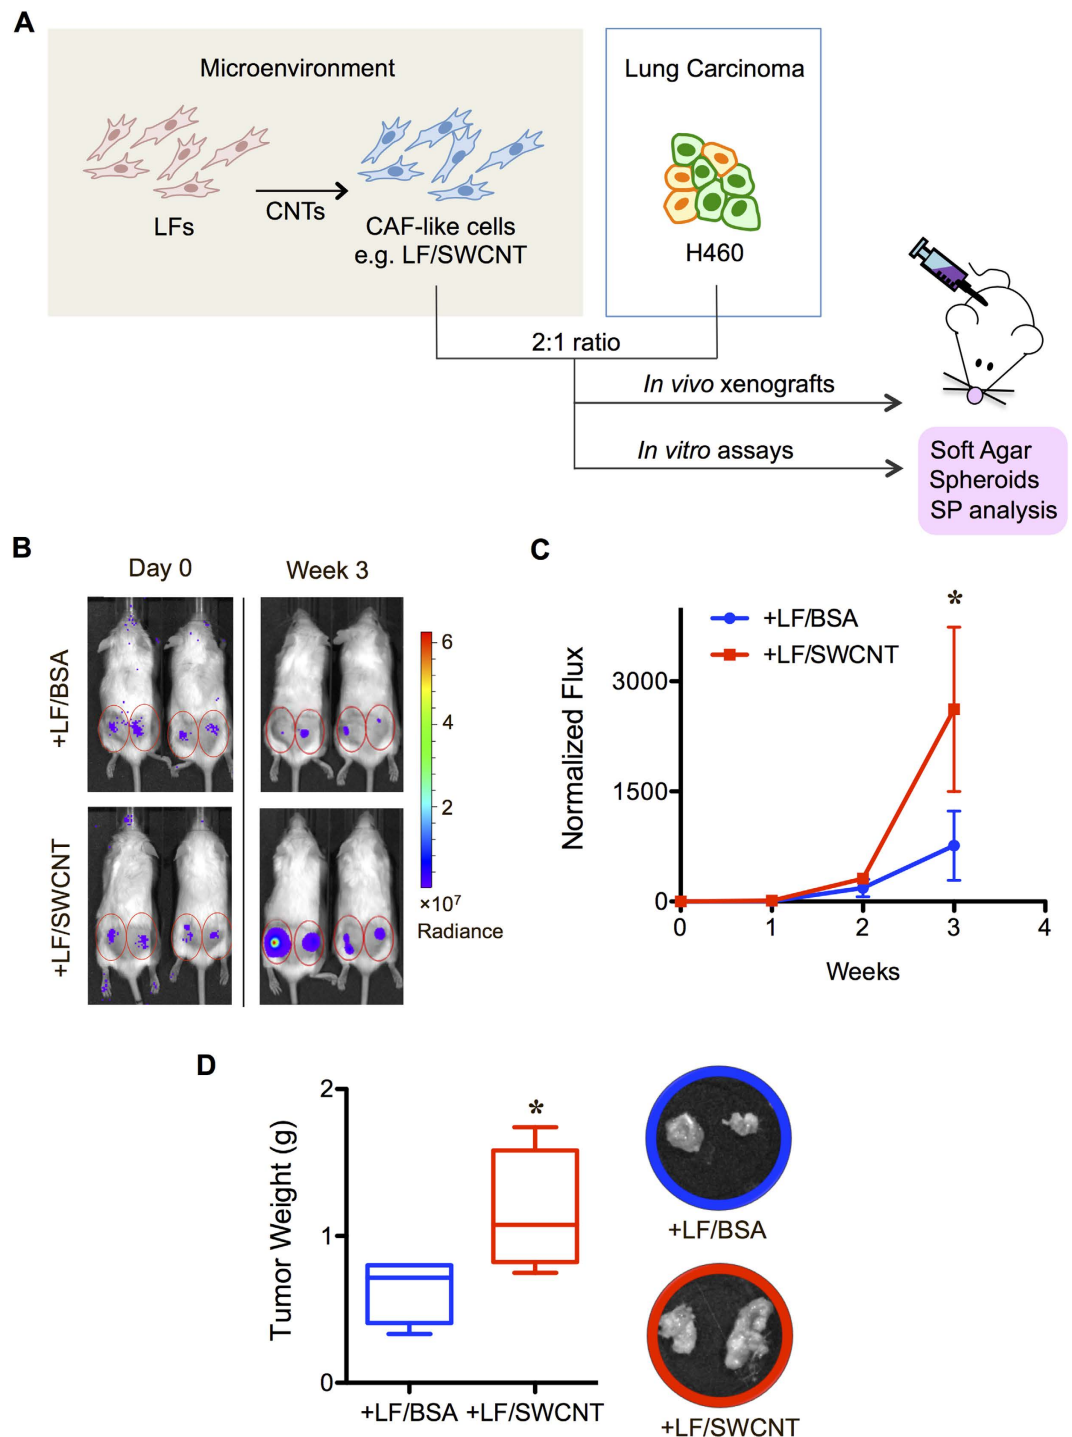 A
Microenvironment
Lung Carcinoma
LFs
CNTs
CAF-like cells
e.g. LF/SWCNT
H460
2:1 ratio
In vivo xenografts
In vitro assays
Soft Agar
Spheroids
SP analysis
B
Day 0
Week 3
+LF/BSA
+LF/SWCNT
6
4
2
×10⁷
Radiance
C
+LF/BSA
+LF/SWCNT
*
Normalized Flux
3000
1500
0
0 1 2 3 4
Weeks
D
Tumor Weight (g)
2
1
0
*
+LF/BSA +LF/SWCNT
+LF/BSA
+LF/SWCNT